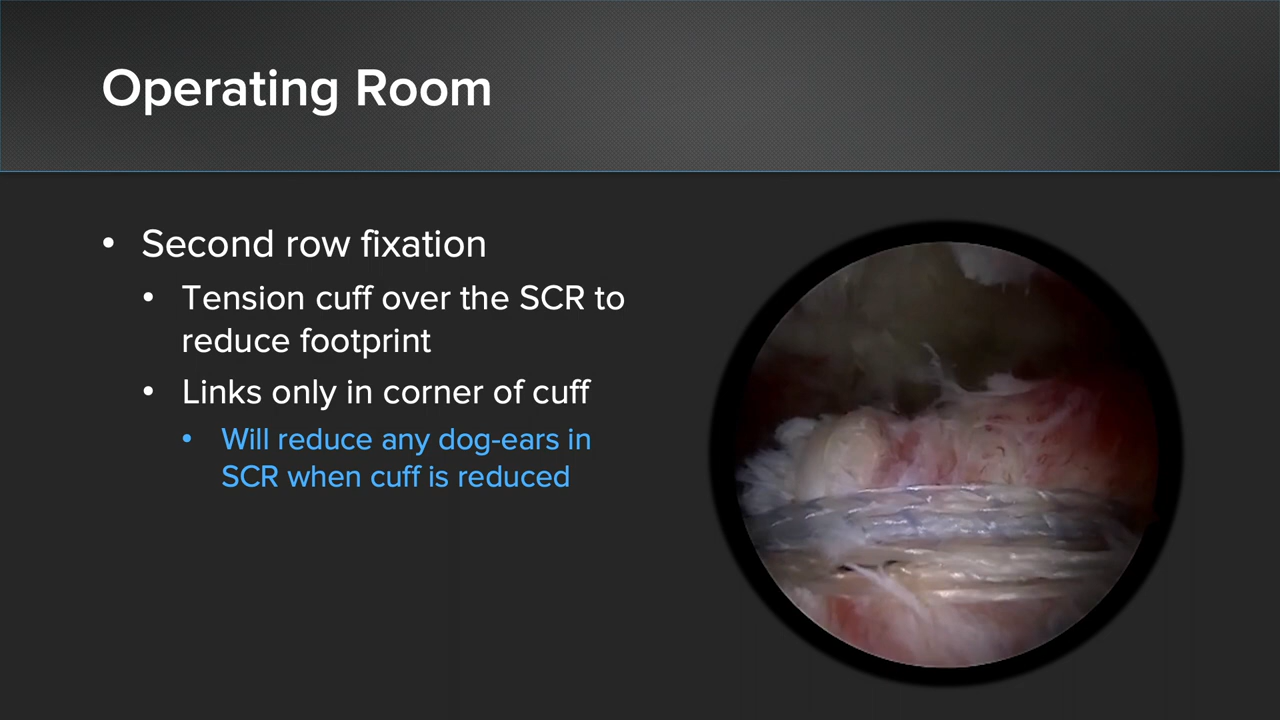 Operating Room
• Second row fixation
• Tension cuff over the SCR to
reduce footprint
• Links only in corner of cuff
• Will reduce any dog-ears in
SCR when cuff is reduced